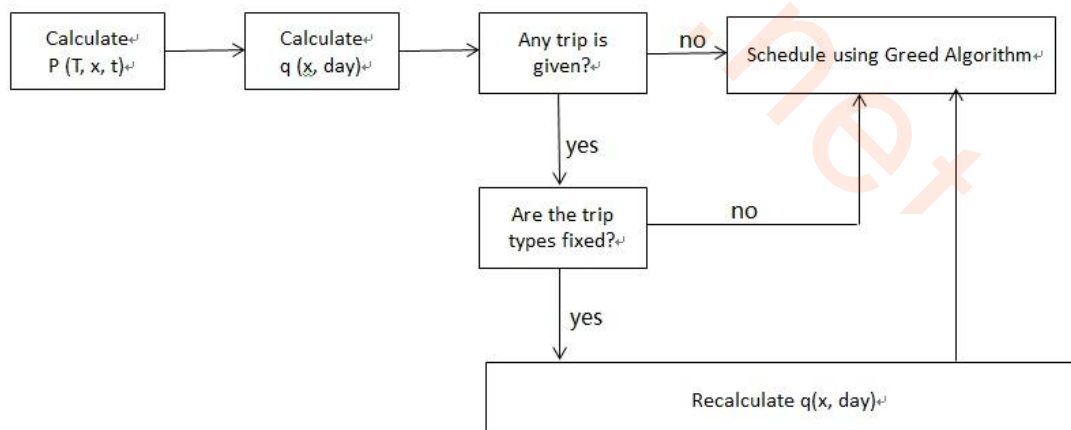 Calculate
P (T, x, t)
Calculate
q (x, day)
Any trip is
given?
no
Schedule using Greed Algorithm
yes
Are the trip
types fixed?
no
yes
Recalculate q(x, day)
.net